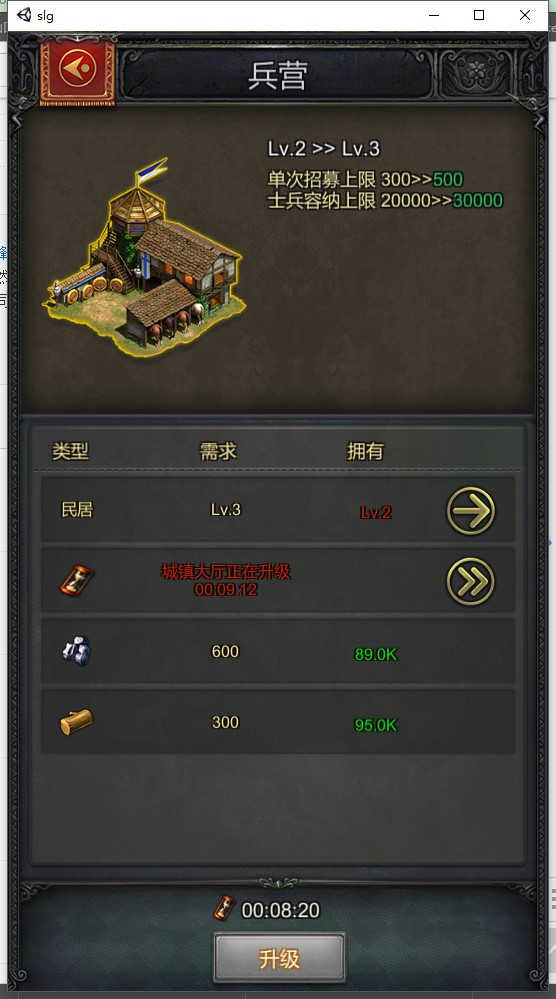 slg
兵营
Lv.2 >> Lv.3
单次招募上限 300>>500
士兵容纳上限 20000>>30000
类型 需求 拥有
民居 Lv.3 Lv.2
城镇大厅正在升级
00:09:12
600 89.0K
300 95.0K
00:08:20
升级